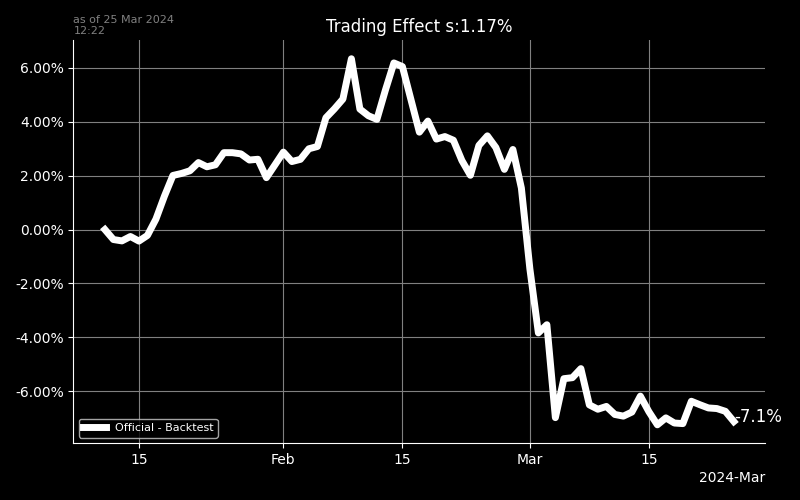 as of 25 Mar 2024
12:22
Trading Effect s:1.17%
6.00%
4.00%
2.00%
0.00%
-2.00%
-4.00%
-6.00%
-7.1%
Official - Backtest
15
Feb
15
Mar
15
2024-Mar